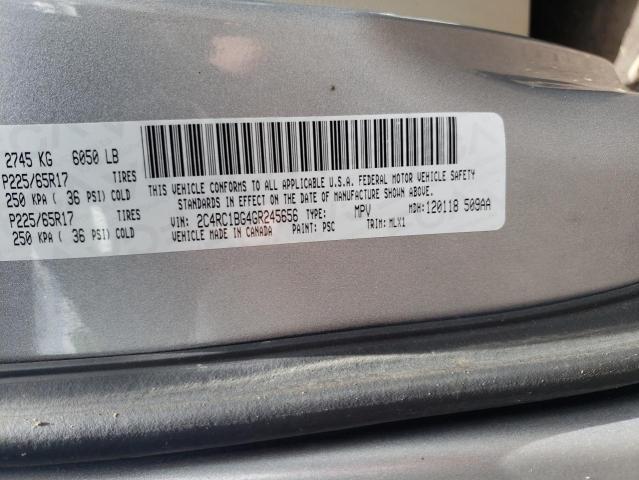 2745 KG 6050 LB
P225/65R17 TIRES
250 KPA ( 36 PSI) COLD
P225/65R17 TIRES
250 KPA ( 36 PSI) COLD
THIS VEHICLE CONFORMS TO ALL APPLICABLE U.S.A. FEDERAL MOTOR VEHICLE SAFETY
STANDARDS IN EFFECT ON THE DATE OF MANUFACTURE SHOWN ABOVE.
VIN: 2C4RC1BG4GR245656 TYPE: MPV MDH:120118 509AA
VEHICLE MADE IN CANADA PAINT: PSC TRIM: MLX1